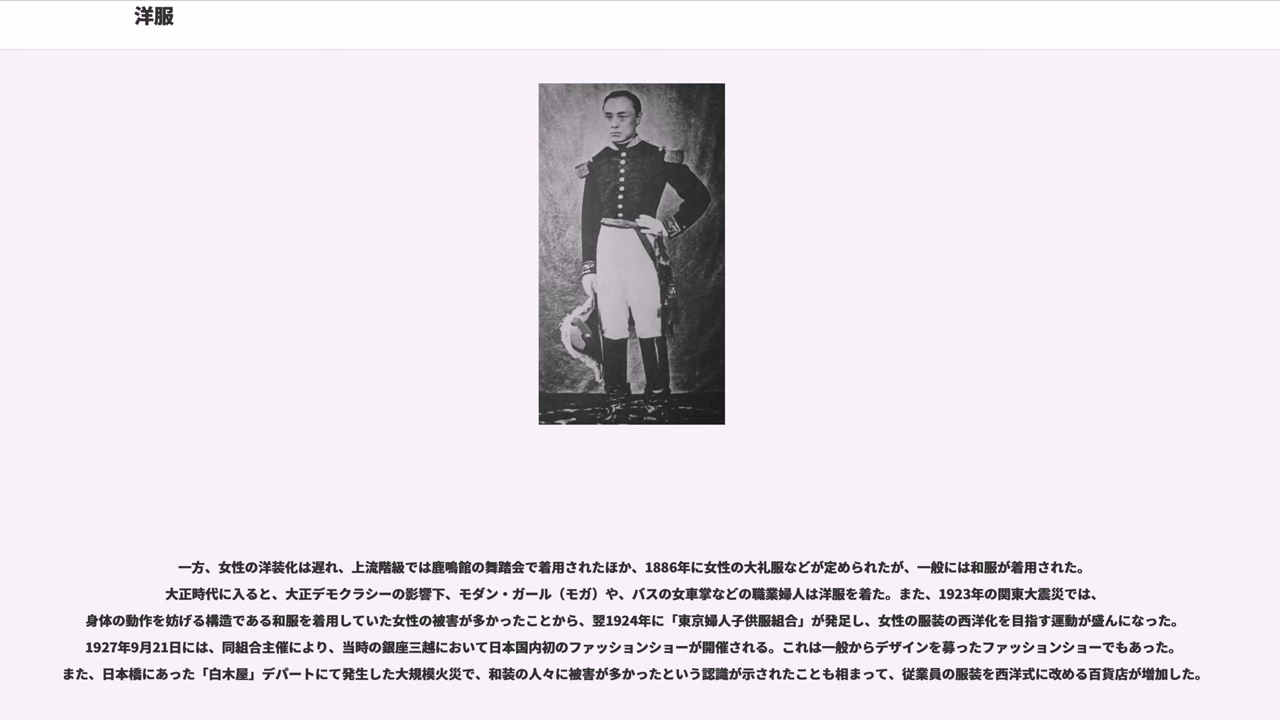 洋服
一方、女性の洋装化は遅れ、上流階級では鹿鳴館の舞踏会で着用されたほか、1886年に女性の大礼服などが定められたが、一般には和服が着用された。
大正時代に入ると、大正デモクラシーの影響下、モダン・ガール（モガ）や、バスの女車掌などの職業婦人は洋服を着た。また、1923年の関東大震災では、
身体の動作を妨げる構造である和服を着用していた女性の被害が多かったことから、翌1924年に「東京婦人子供服組合」が発足し、女性の服装の西洋化を目指す運動が盛んになった。
1927年9月21日には、同組合主催により、当時の銀座三越において日本国内初のファッションショーが開催される。これは一般からデザインを募ったファッションショーでもあった。
また、日本橋にあった「白木屋」デパートにて発生した大規模火災で、和装の人々に被害が多かったという認識が示されたことも相まって、従業員の服装を西洋式に改める百貨店が増加した。